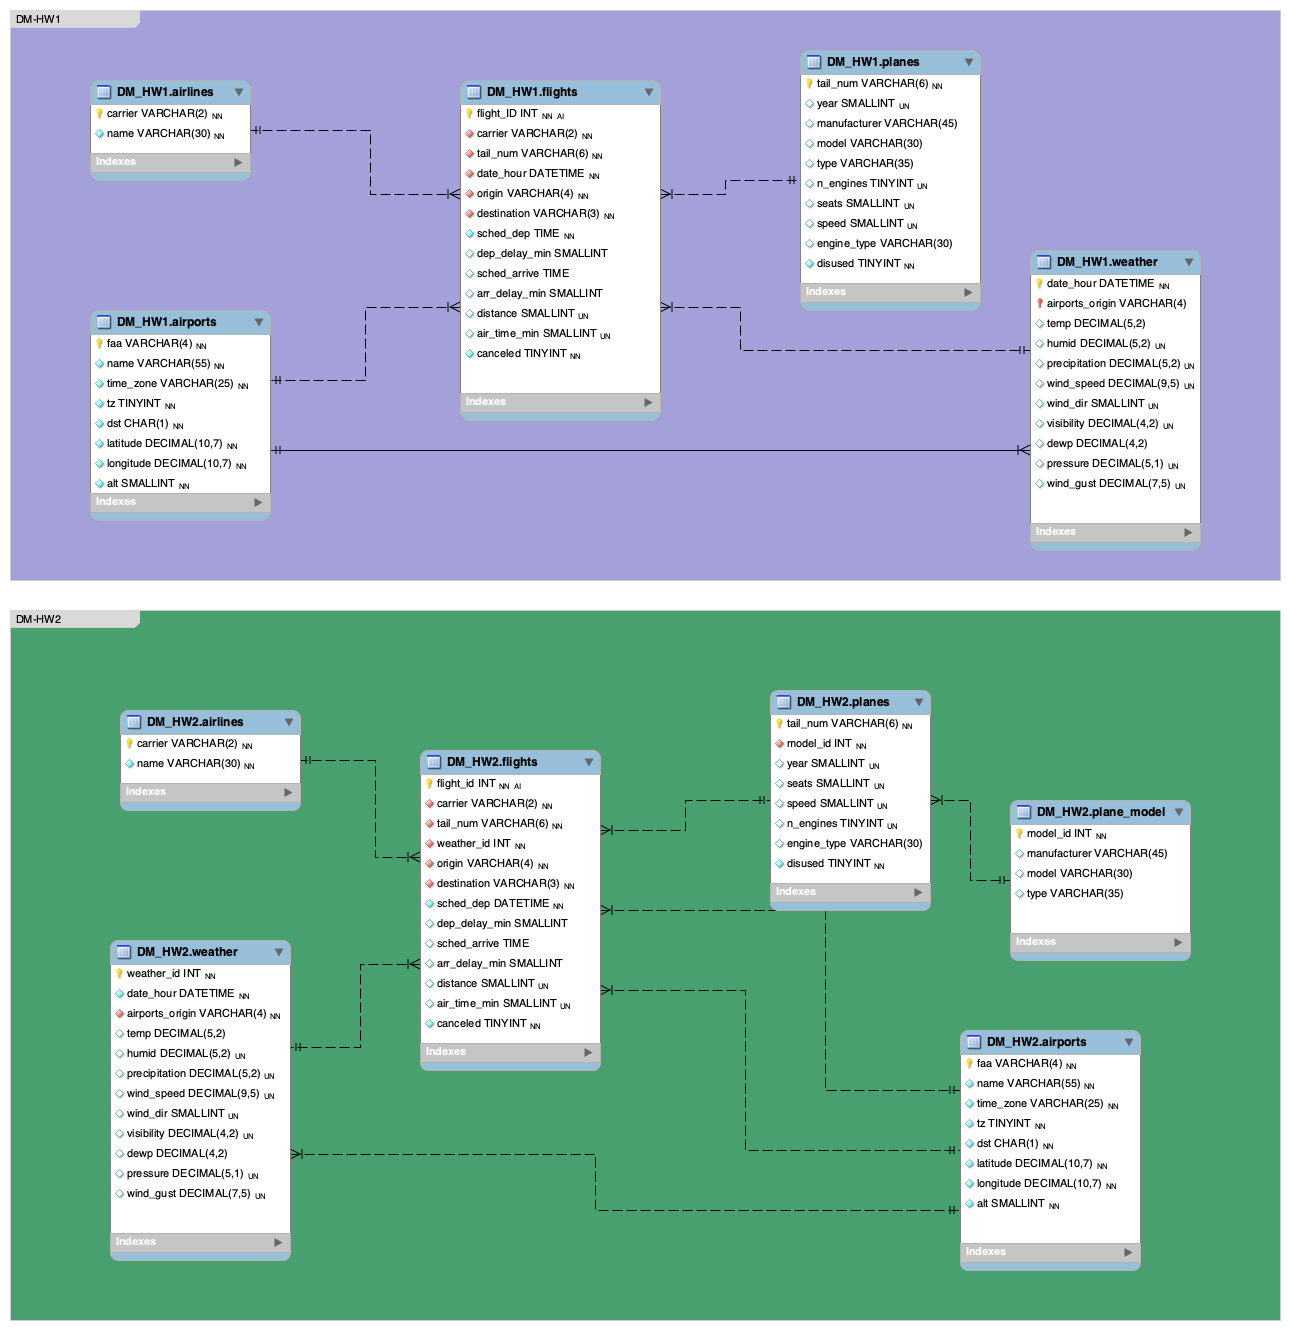 DM-HW1
DM_HW1.airlines
carrier VARCHAR(2) NN
name VARCHAR(30) NN
Indexes
DM_HW1.flights
flight_ID INT NN AI
carrier VARCHAR(2) NN
tail_num VARCHAR(6) NN
date_hour DATETIME NN
origin VARCHAR(4) NN
destination VARCHAR(3) NN
sched_dep TIME NN
dep_delay_min SMALLINT
sched_arrive TIME
arr_delay_min SMALLINT
distance SMALLINT UN
air_time_min SMALLINT UN
canceled TINYINT NN
Indexes
DM_HW1.planes
tail_num VARCHAR(6) NN
year SMALLINT UN
manufacturer VARCHAR(45)
model VARCHAR(30)
type VARCHAR(35)
n_engines TINYINT UN
seats SMALLINT UN
speed SMALLINT UN
engine_type VARCHAR(30)
disused TINYINT NN
Indexes
DM_HW1.airports
faa VARCHAR(4) NN
name VARCHAR(55) NN
time_zone VARCHAR(25) NN
tz TINYINT NN
dst CHAR(1) NN
latitude DECIMAL(10,7) NN
longitude DECIMAL(10,7) NN
alt SMALLINT NN
Indexes
DM_HW1.weather
date_hour DATETIME NN
airports_origin VARCHAR(4)
temp DECIMAL(5,2)
humid DECIMAL(5,2) UN
precipitation DECIMAL(5,2) UN
wind_speed DECIMAL(9,5) UN
wind_dir SMALLINT UN
visibility DECIMAL(4,2) UN
dewp DECIMAL(4,2)
pressure DECIMAL(5,1) UN
wind_gust DECIMAL(7,5) UN
Indexes
DM-HW2
DM_HW2.airlines
carrier VARCHAR(2) NN
name VARCHAR(30) NN
Indexes
DM_HW2.flights
flight_id INT NN AI
carrier VARCHAR(2) NN
tail_num VARCHAR(6) NN
weather_id INT NN
origin VARCHAR(4) NN
destination VARCHAR(3) NN
sched_dep DATETIME NN
dep_delay_min SMALLINT
sched_arrive TIME
arr_delay_min SMALLINT
distance SMALLINT UN
air_time_min SMALLINT UN
canceled TINYINT NN
Indexes
DM_HW2.planes
tail_num VARCHAR(6) NN
model_id INT NN
year SMALLINT UN
seats SMALLINT UN
speed SMALLINT UN
n_engines TINYINT UN
engine_type VARCHAR(30)
disused TINYINT NN
Indexes
DM_HW2.plane_model
model_id INT NN
manufacturer VARCHAR(45)
model VARCHAR(30)
type VARCHAR(35)
Indexes
DM_HW2.weather
weather_id INT NN
date_hour DATETIME NN
airports_origin VARCHAR(4) NN
temp DECIMAL(5,2)
humid DECIMAL(5,2) UN
precipitation DECIMAL(5,2) UN
wind_speed DECIMAL(9,5) UN
wind_dir SMALLINT UN
visibility DECIMAL(4,2) UN
dewp DECIMAL(4,2)
pressure DECIMAL(5,1) UN
wind_gust DECIMAL(7,5) UN
Indexes
DM_HW2.airports
faa VARCHAR(4) NN
name VARCHAR(55) NN
time_zone VARCHAR(25) NN
tz TINYINT NN
dst CHAR(1) NN
latitude DECIMAL(10,7) NN
longitude DECIMAL(10,7) NN
alt SMALLINT NN
Indexes